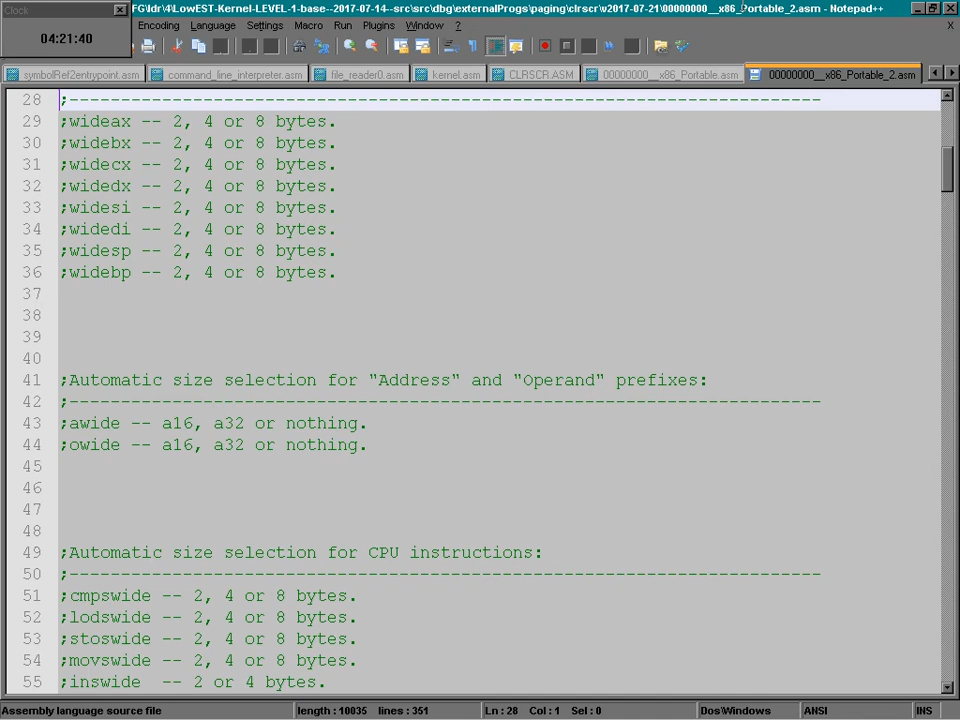 Clock
FG\ldr\4\LowEST-Kernel-LEVEL-1-base--2017-07-14--src\src\dbg\externalProgs\paging\clrscr\v2017-07-21\00000000__x86_Portable_2.asm - Notepad++
04:21:40
Encoding Language Settings Macro Run Plugins Window ? X
symbolRef2entrypoint.asm command_line_interpreter.asm file_reader0.asm kernel.asm CLRSCR.ASM 00000000__x86_Portable.asm 00000000__x86_Portable_2.asm
28 ;-------------------------------------------------------------------------
29 ;wideax -- 2, 4 or 8 bytes.
30 ;widebx -- 2, 4 or 8 bytes.
31 ;widecx -- 2, 4 or 8 bytes.
32 ;widedx -- 2, 4 or 8 bytes.
33 ;widesi -- 2, 4 or 8 bytes.
34 ;widedi -- 2, 4 or 8 bytes.
35 ;widesp -- 2, 4 or 8 bytes.
36 ;widebp -- 2, 4 or 8 bytes.
37
38
39
40
41 ;Automatic size selection for "Address" and "Operand" prefixes:
42 ;-------------------------------------------------------------------------
43 ;awide -- a16, a32 or nothing.
44 ;owide -- a16, a32 or nothing.
45
46
47
48
49 ;Automatic size selection for CPU instructions:
50 ;-------------------------------------------------------------------------
51 ;cmpswide -- 2, 4 or 8 bytes.
52 ;lodswide -- 2, 4 or 8 bytes.
53 ;stoswide -- 2, 4 or 8 bytes.
54 ;movswide -- 2, 4 or 8 bytes.
55 ;inswide  -- 2 or 4 bytes.
Assembly language source file length : 10035 lines : 351 Ln : 28 Col : 1 Sel : 0 Dos\Windows ANSI INS